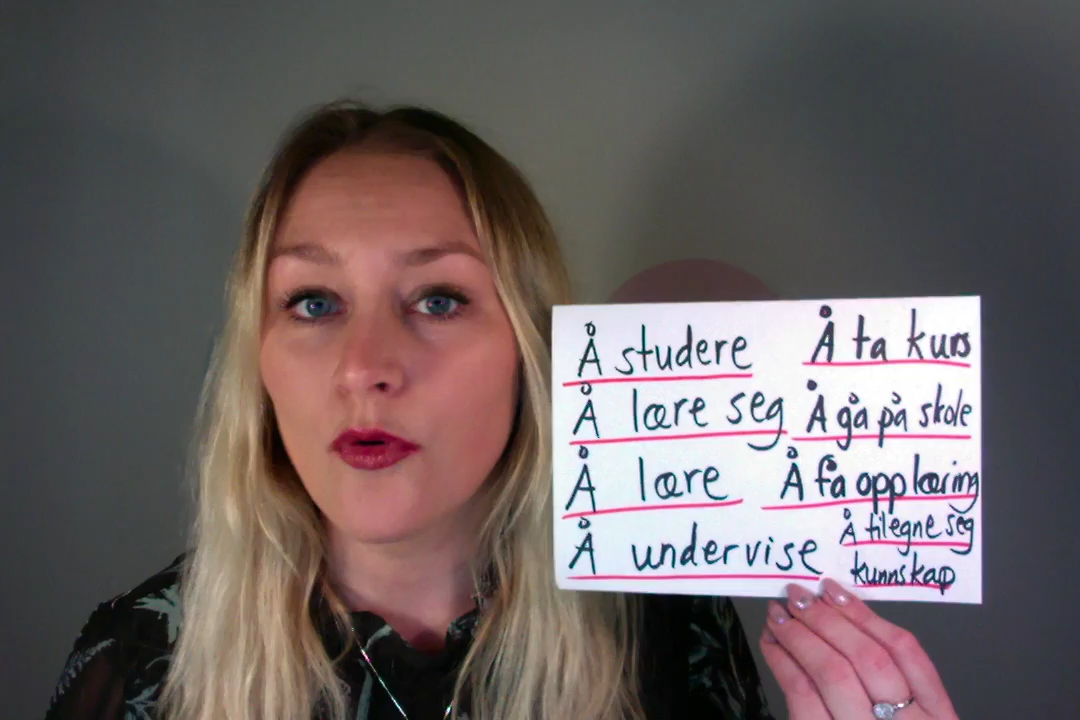 Å studere
Å lære seg
Å lære
Å undervise
Å ta kurs
Å gå på skole
Å få opplæring
Å tilegne seg
kunnskap